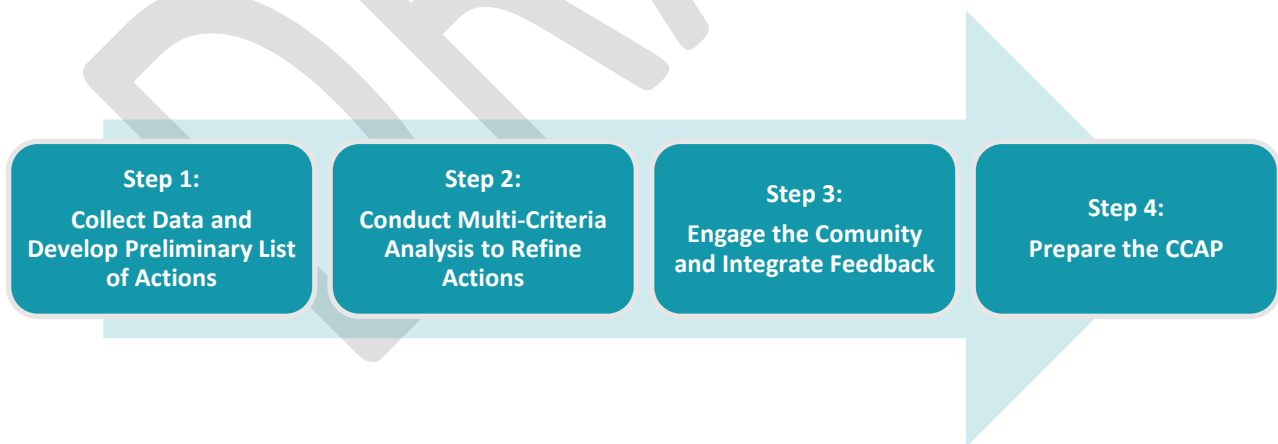 Step 1:
Collect Data and
Develop Preliminary List
of Actions
Step 2:
Conduct Multi-Criteria
Analysis to Refine
Actions
Step 3:
Engage the Comunity
and Integrate Feedback
Step 4:
Prepare the CCAP